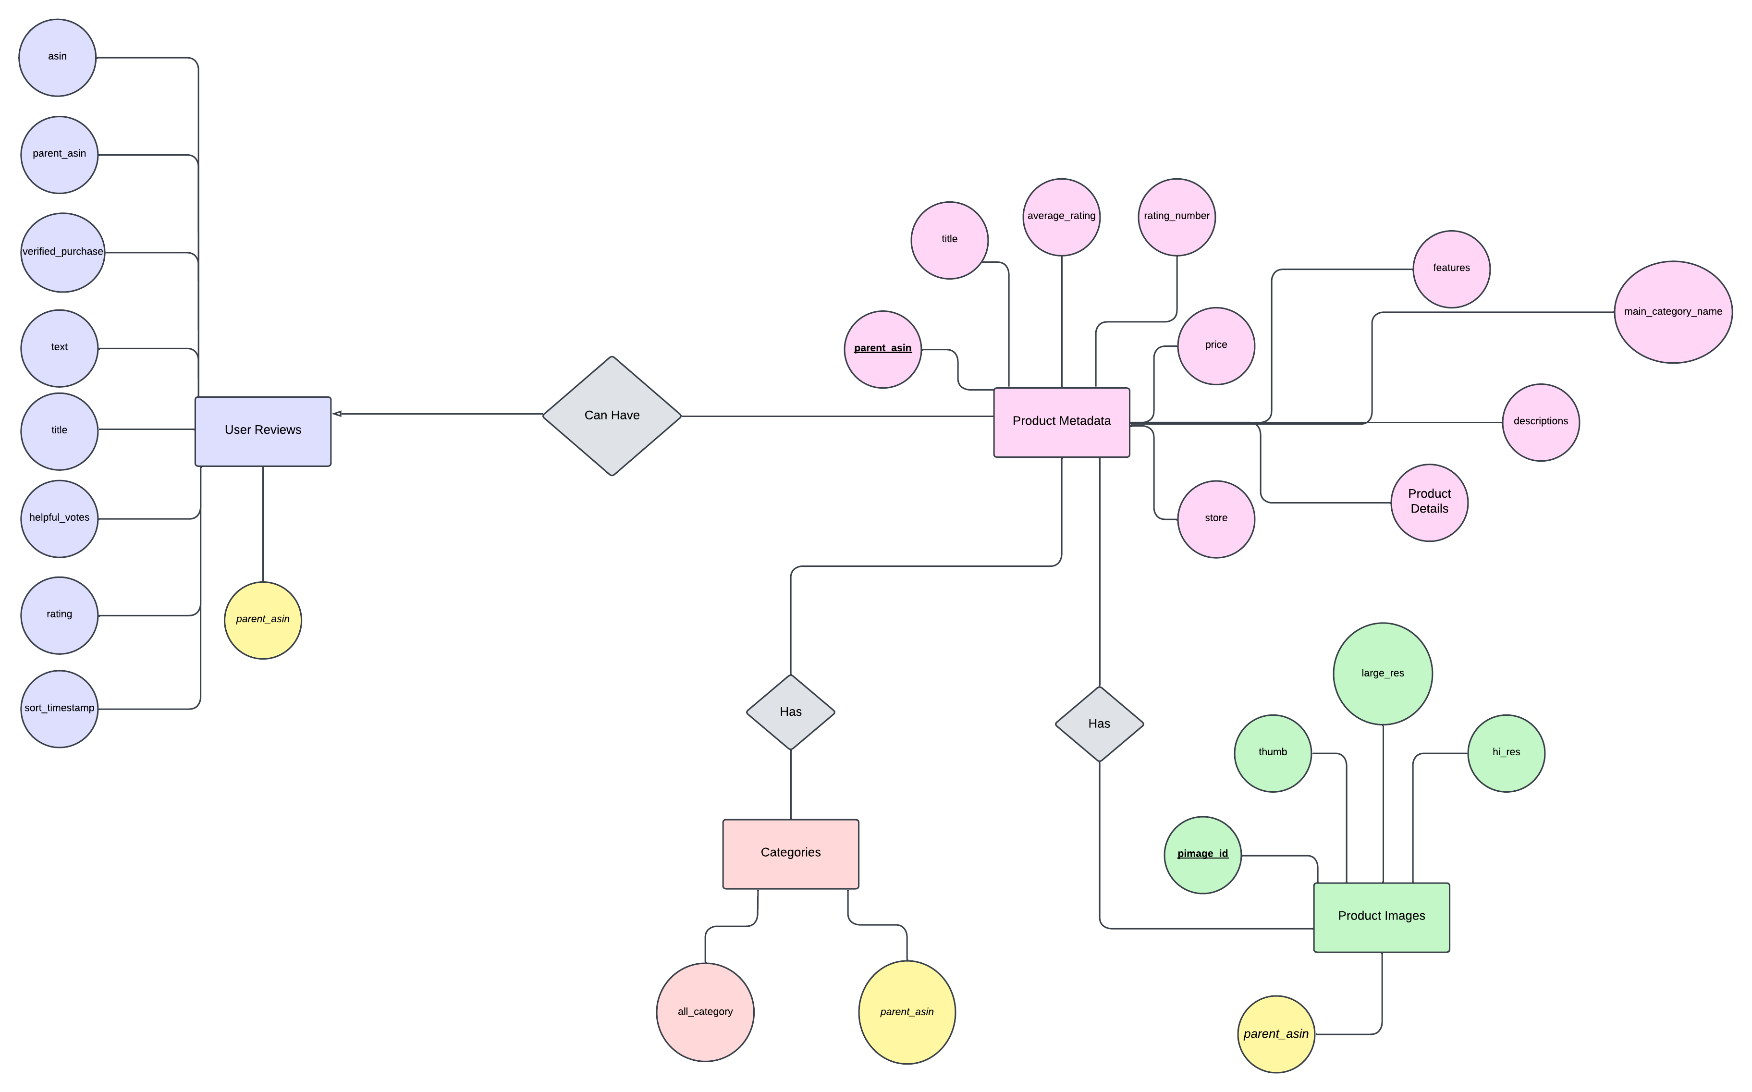 asin
parent_asin
verified_purchase
text
title
helpful_votes
rating
sort_timestamp
User Reviews
parent_asin
Can Have
parent_asin
title
average_rating
rating_number
price
features
main_category_name
descriptions
Product
Details
store
Product Metadata
Has
Categories
all_category
parent_asin
Has
large_res
thumb
hi_res
pimage_id
Product Images
parent_asin